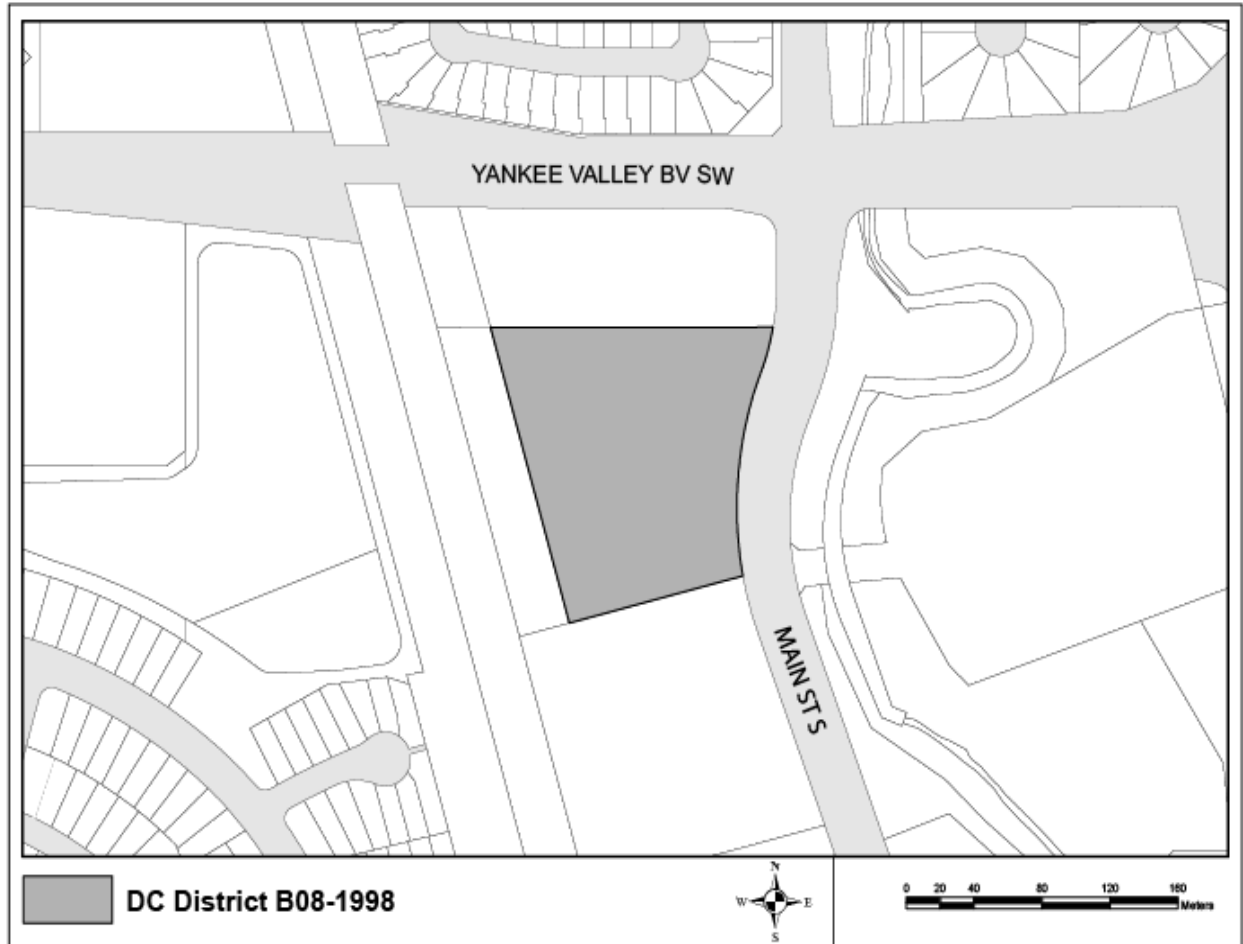 YANKEE VALLEY BV SW
MAIN ST S
DC District B08-1998
N
W E
S
0 20 40 80 120 160
Meters